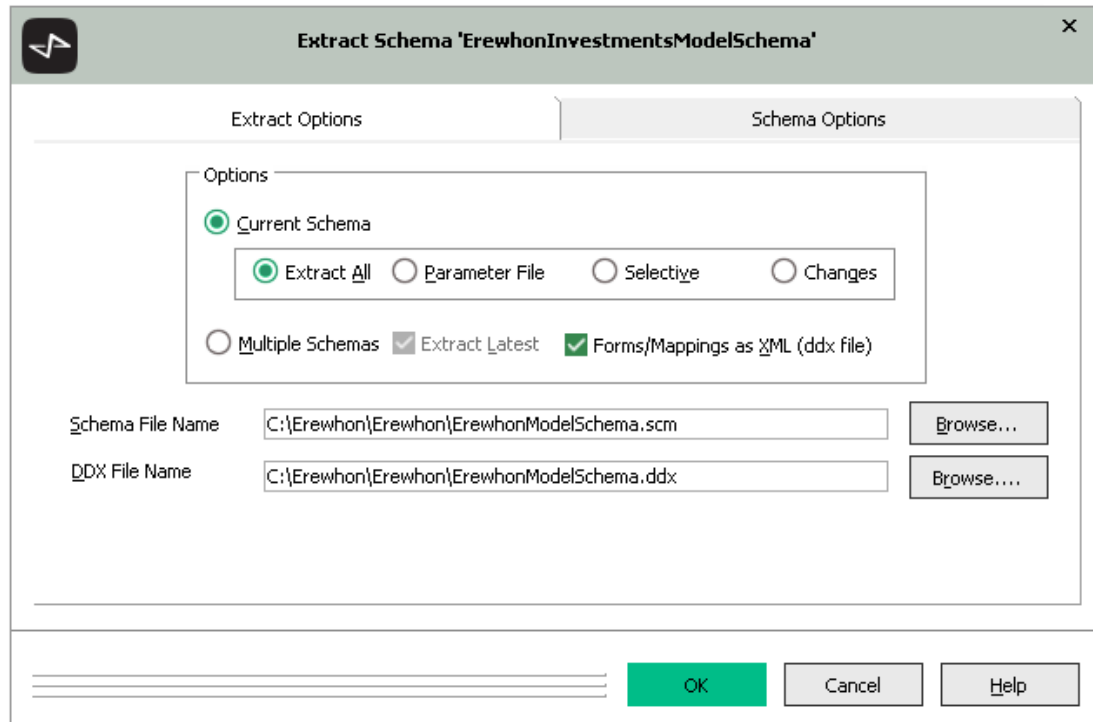 Extract Schema 'ErewhonInvestmentsModelSchema'
Extract Options Schema Options
Options
Current Schema
Extract All Parameter File Selective Changes
Multiple Schemas Extract Latest Forms/Mappings as XML (ddx file)
Schema File Name C:\Erewhon\Erewhon\ErewhonModelSchema.scm Browse...
DDX File Name C:\Erewhon\Erewhon\ErewhonModelSchema.ddx Browse....
OK Cancel Help